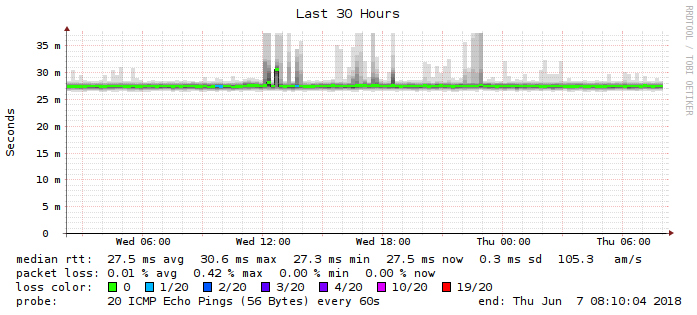 Last 30 Hours
RRDTOOL / TOBI OETIKER
Seconds
35 m
30 m
25 m
20 m
15 m
10 m
5 m
0
Wed 06:00 Wed 12:00 Wed 18:00 Thu 00:00 Thu 06:00
median rtt: 27.5 ms avg 30.6 ms max 27.3 ms min 27.5 ms now 0.3 ms sd 105.3 am/s
packet loss: 0.01 % avg 0.42 % max 0.00 % min 0.00 % now
loss color: 0 1/20 2/20 3/20 4/20 10/20 19/20
probe: 20 ICMP Echo Pings (56 Bytes) every 60s end: Thu Jun 7 08:10:04 2018